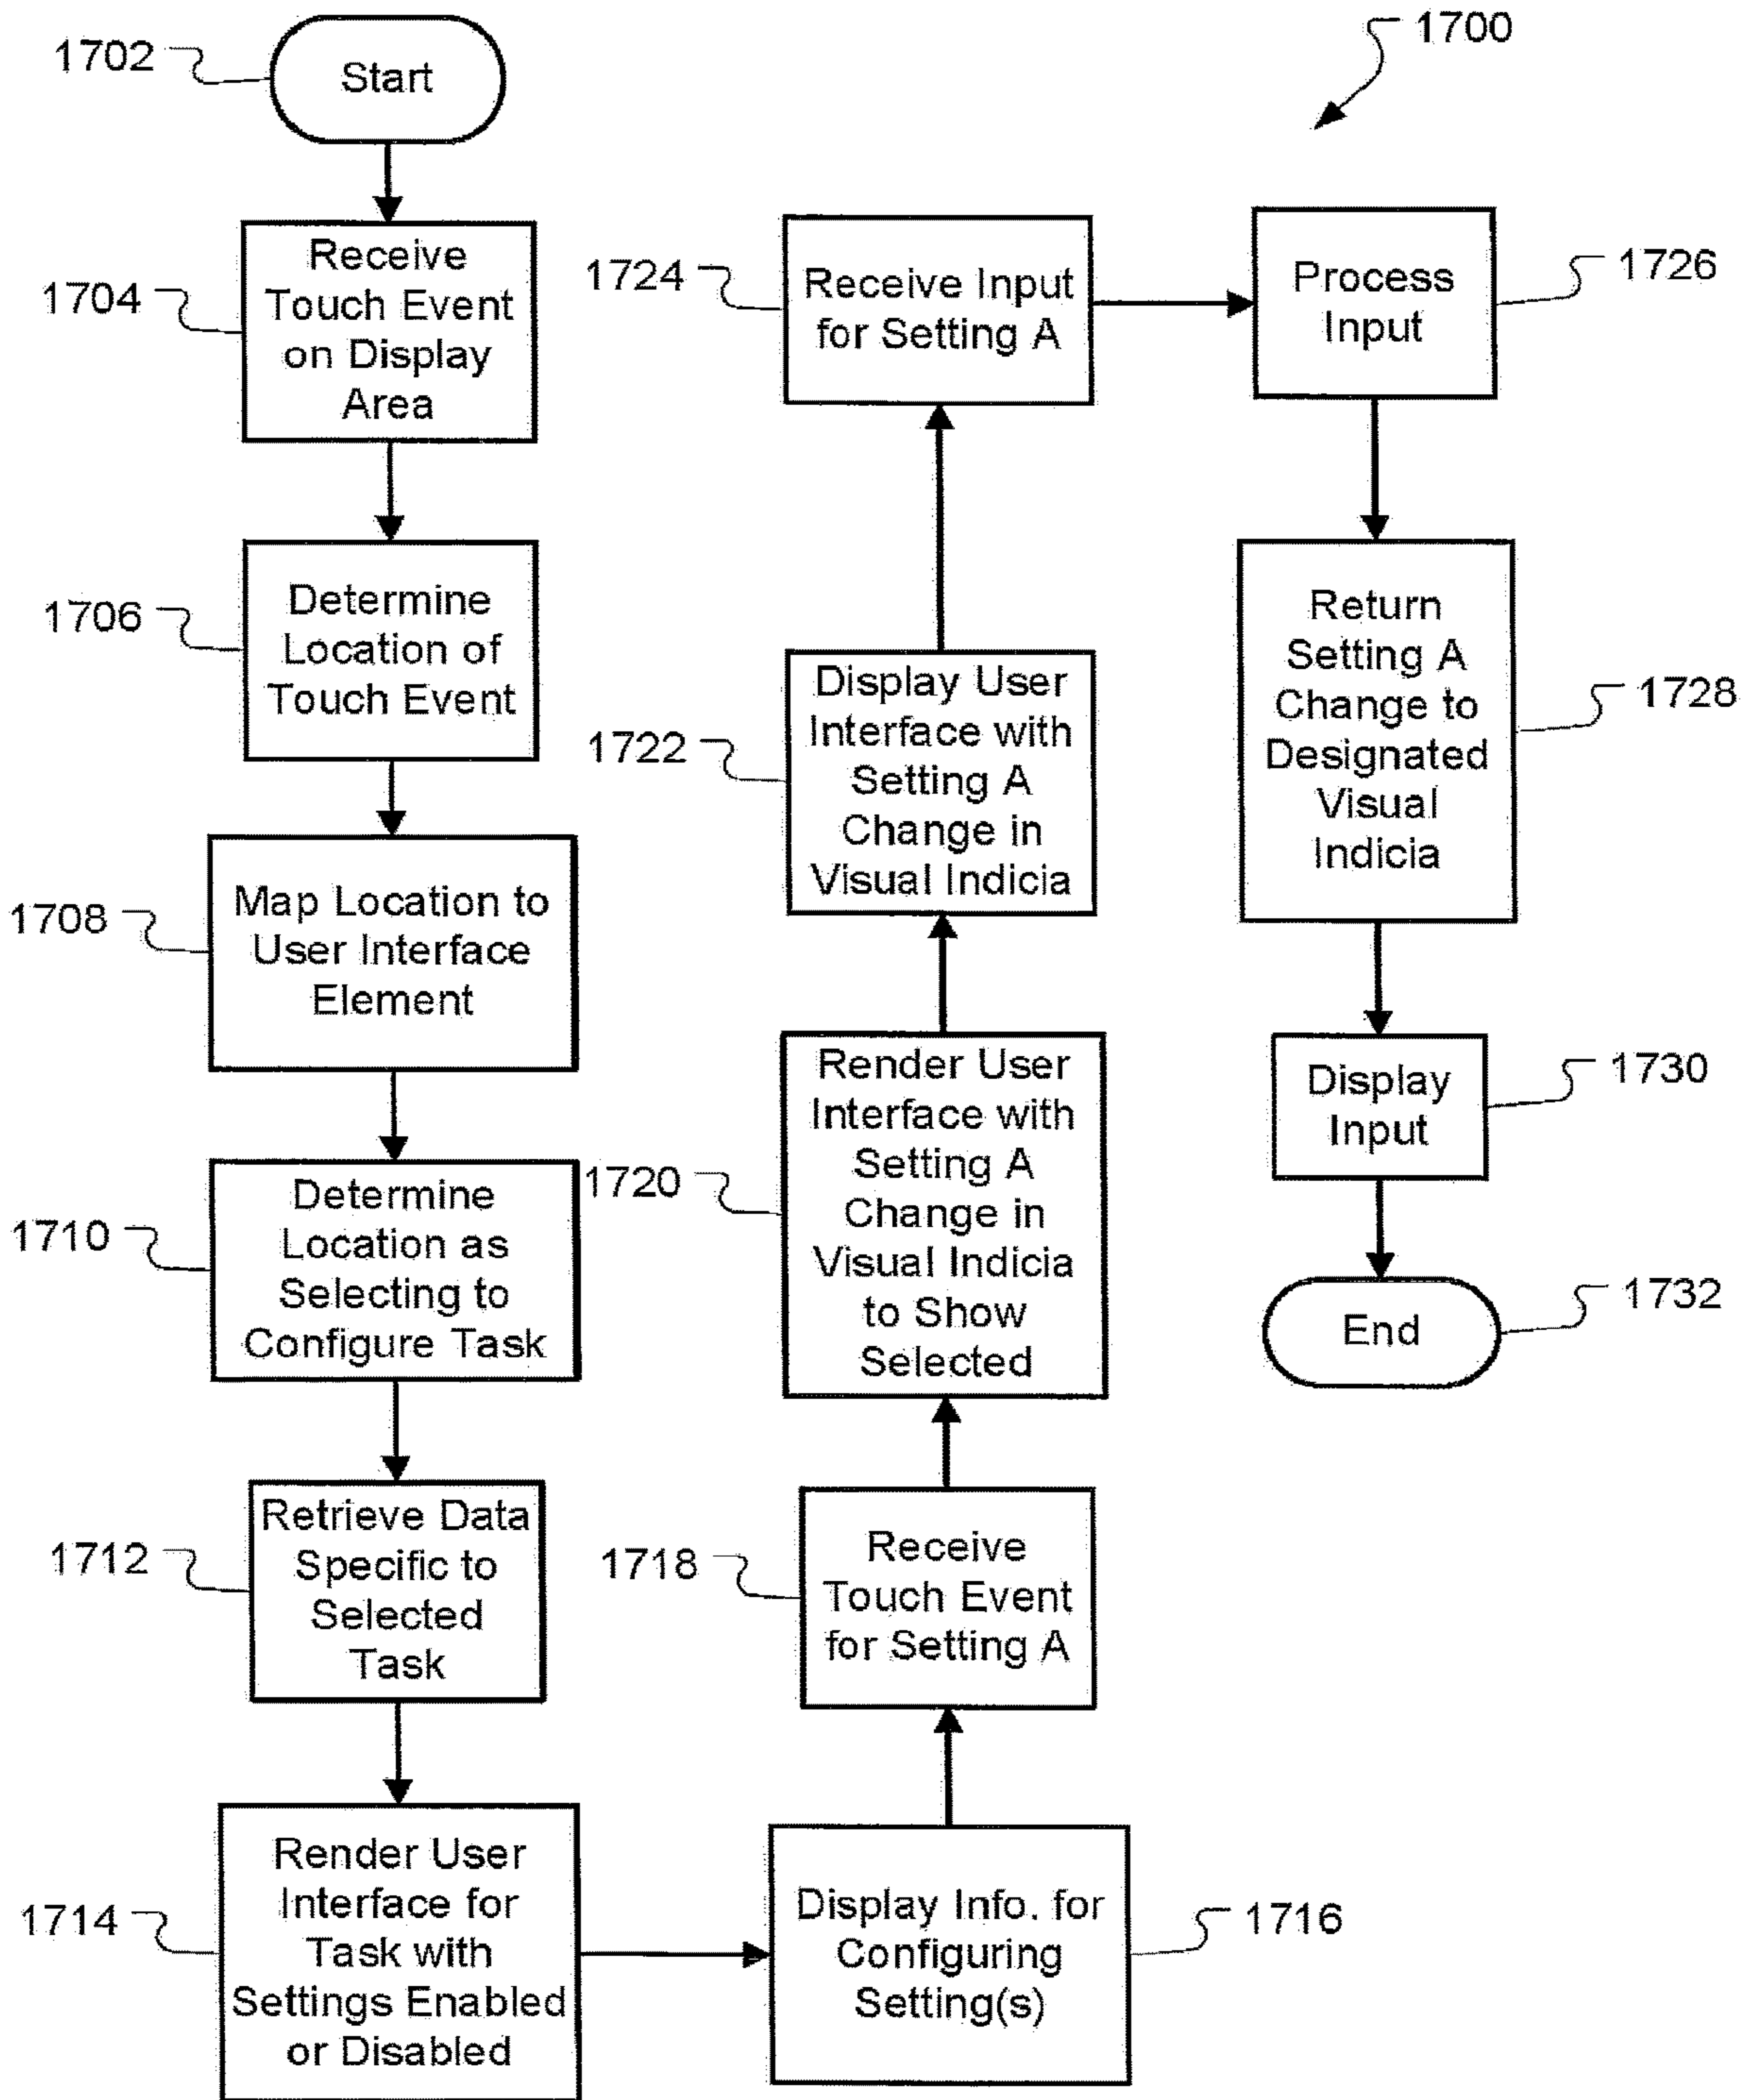 1700
1702
Start
1704
Receive
Touch Event
on Display
Area
1706
Determine
Location of
Touch Event
1708
Map Location to
User Interface
Element
1710
Determine
Location as
Selecting to
Configure Task
1712
Retrieve Data
Specific to
Selected
Task
1714
Render User
Interface for
Task with
Settings Enabled
or Disabled
Display Info. for
Configuring
Setting(s)
1716
1718
Receive
Touch Event
for Setting A
1720
Render User
Interface with
Setting A
Change in
Visual Indicia
to Show
Selected
1722
Display User
Interface with
Setting A
Change in
Visual Indicia
1724
Receive Input
for Setting A
Process
Input
1726
Return
Setting A
Change to
Designated
Visual
Indicia
1728
Display
Input
1730
End
1732